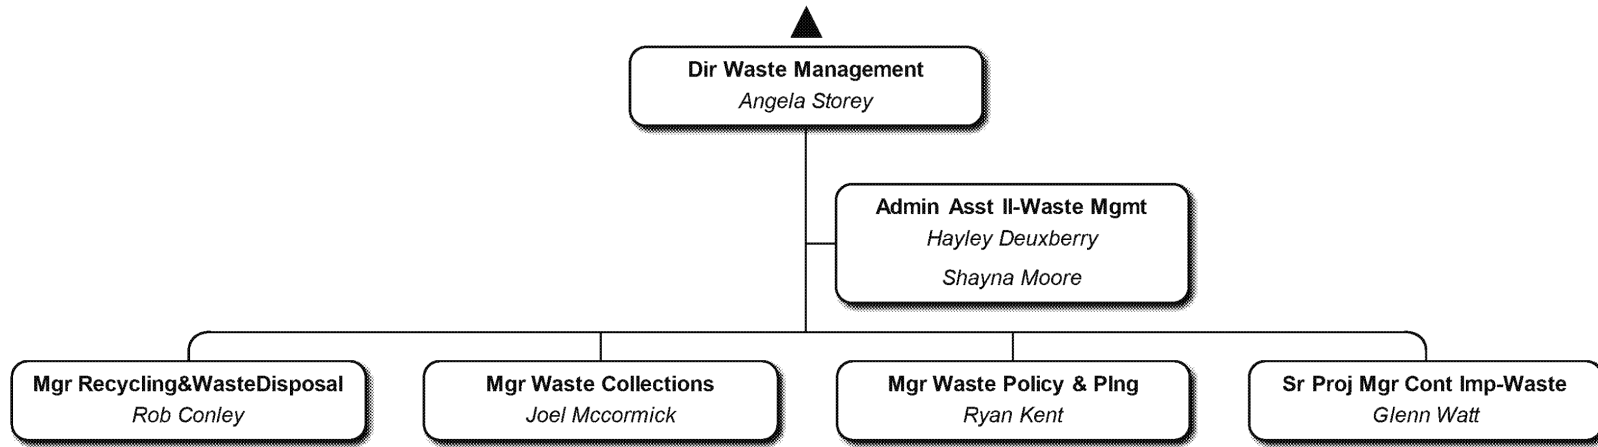 Dir Waste Management
Angela Storey
Admin Asst II-Waste Mgmt
Hayley Deuxberry
Shayna Moore
Mgr Recycling&WasteDisposal
Rob Conley
Mgr Waste Collections
Joel Mccormick
Mgr Waste Policy & Plng
Ryan Kent
Sr Proj Mgr Cont Imp-Waste
Glenn Watt